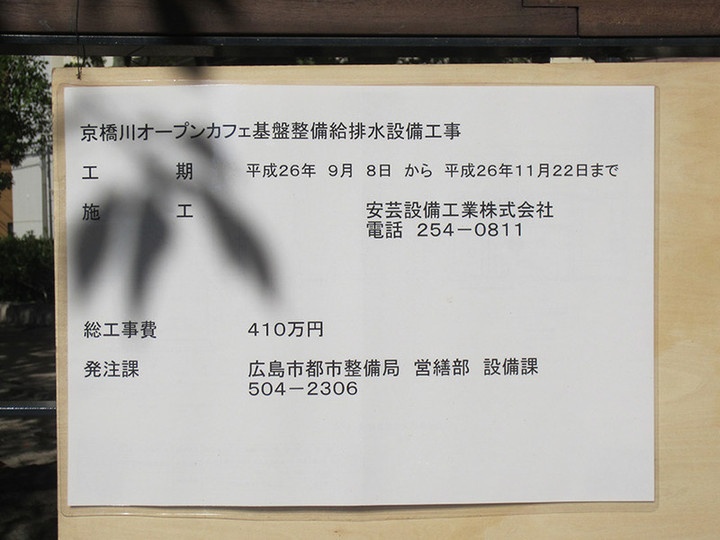 京橋川オープンカフェ基盤整備給排水設備工事
工　　　期　　　平成26年　9月　8日　から　平成26年11月22日まで
施　　　工　　　安芸設備工業株式会社
電話　254－0811
総工事費　　　410万円
発注課　　　広島市都市整備局　営繕部　設備課
504－2306